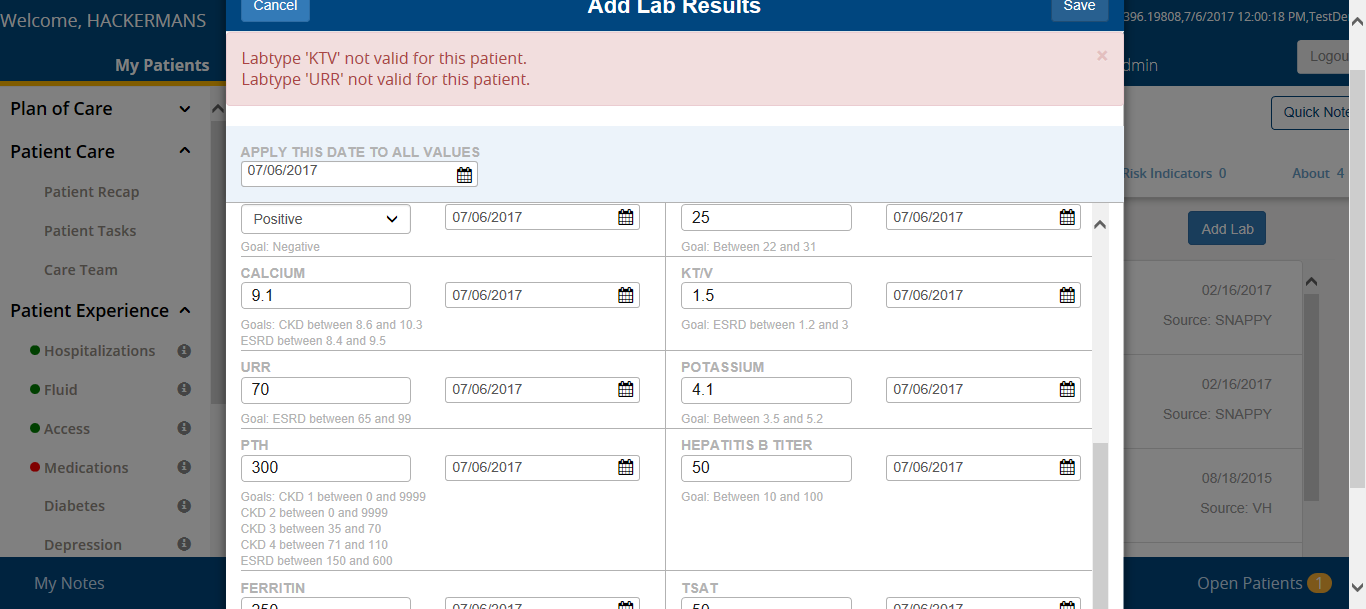 Cancel
Add Lab Results
Save
Welcome, HACKERMANS
396.19808,7/6/2017 12:00:18 PM,TestDe
My Patients
dmin
Logou
Labtype 'KTV' not valid for this patient.
Labtype 'URR' not valid for this patient.
×
Plan of Care
Patient Care
Patient Recap
Patient Tasks
Care Team
Patient Experience
Hospitalizations
Fluid
Access
Medications
Diabetes
Depression
Quick Note
Risk Indicators 0
About 4
Add Lab
02/16/2017
Source: SNAPPY
02/16/2017
Source: SNAPPY
08/18/2015
Source: VH
APPLY THIS DATE TO ALL VALUES
07/06/2017
Positive 07/06/2017
Goal: Negative
25 07/06/2017
Goal: Between 22 and 31
CALCIUM
9.1 07/06/2017
Goals: CKD between 8.6 and 10.3
ESRD between 8.4 and 9.5
KT/V
1.5 07/06/2017
Goal: ESRD between 1.2 and 3
URR
70 07/06/2017
Goal: ESRD between 65 and 99
POTASSIUM
4.1 07/06/2017
Goal: Between 3.5 and 5.2
PTH
300 07/06/2017
Goals: CKD 1 between 0 and 9999
CKD 2 between 0 and 9999
CKD 3 between 35 and 70
CKD 4 between 71 and 110
ESRD between 150 and 600
HEPATITIS B TITER
50 07/06/2017
Goal: Between 10 and 100
FERRITIN
250 07/06/2017
TSAT
50 07/06/2017
My Notes
Open Patients 1